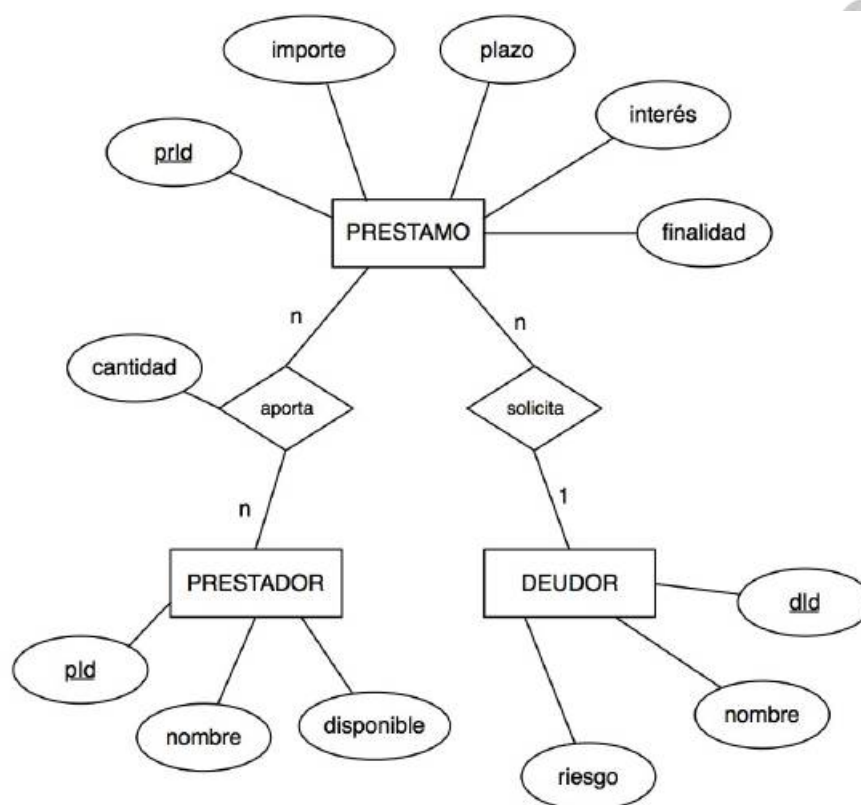 importe
plazo
interés
prId
PRESTAMO
finalidad
n
n
cantidad
aporta
solicita
n
1
PRESTADOR
DEUDOR
dId
pId
nombre
disponible
nombre
riesgo